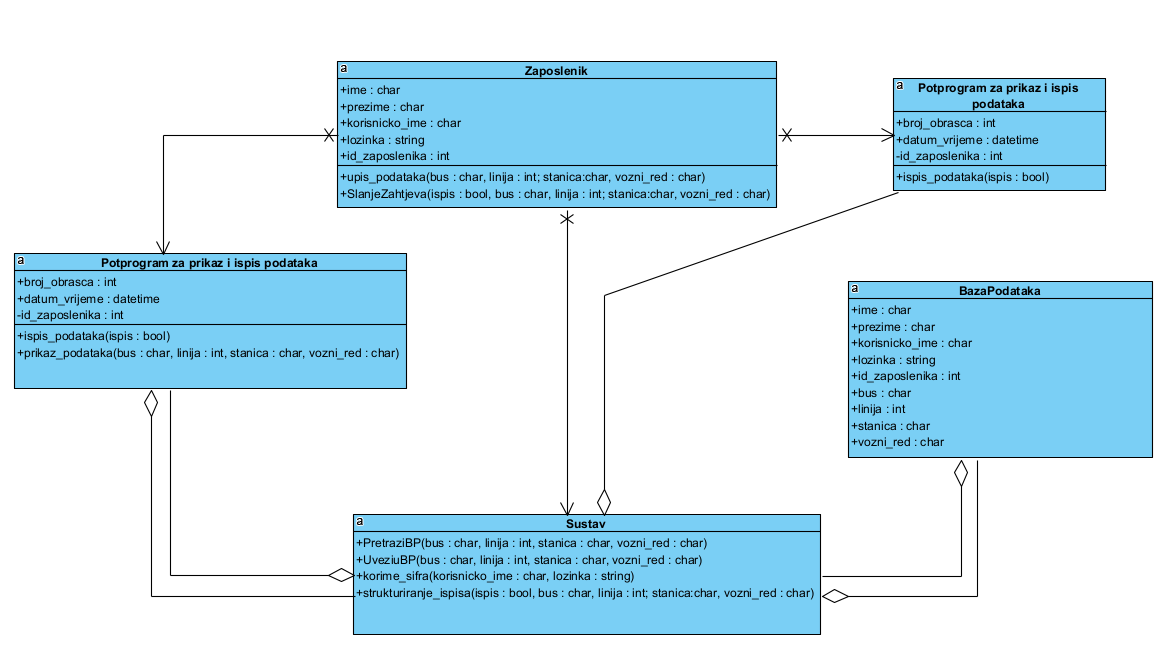 a
Zaposlenik
+ime : char
+prezime : char
+korisnicko_ime : char
+lozinka : string
+id_zaposlenika : int
+upis_podataka(bus : char, linija : int; stanica:char, vozni_red : char)
+SlanjeZahtjeva(ispis : bool, bus : char, linija : int; stanica:char, vozni_red : char)
a
Potprogram za prikaz i ispis
podataka
+broj_obrasca : int
+datum_vrijeme : datetime
-id_zaposlenika : int
+ispis_podataka(ispis : bool)
a
Potprogram za prikaz i ispis podataka
+broj_obrasca : int
+datum_vrijeme : datetime
-id_zaposlenika : int
+ispis_podataka(ispis : bool)
+prikaz_podataka(bus : char, linija : int, stanica : char, vozni_red : char)
a
BazaPodataka
+ime : char
+prezime : char
+korisnicko_ime : char
+lozinka : string
+id_zaposlenika : int
+bus : char
+linija : int
+stanica : char
+vozni_red : char
a
Sustav
+PretraziBP(bus : char, linija : int, stanica : char, vozni_red : char)
+UveziuBP(bus : char, linija : int, stanica : char, vozni_red : char)
+korime_sifra(korisnicko_ime : char, lozinka : string)
+strukturiranje_ispisa(ispis : bool, bus : char, linija : int; stanica:char, vozni_red : char)